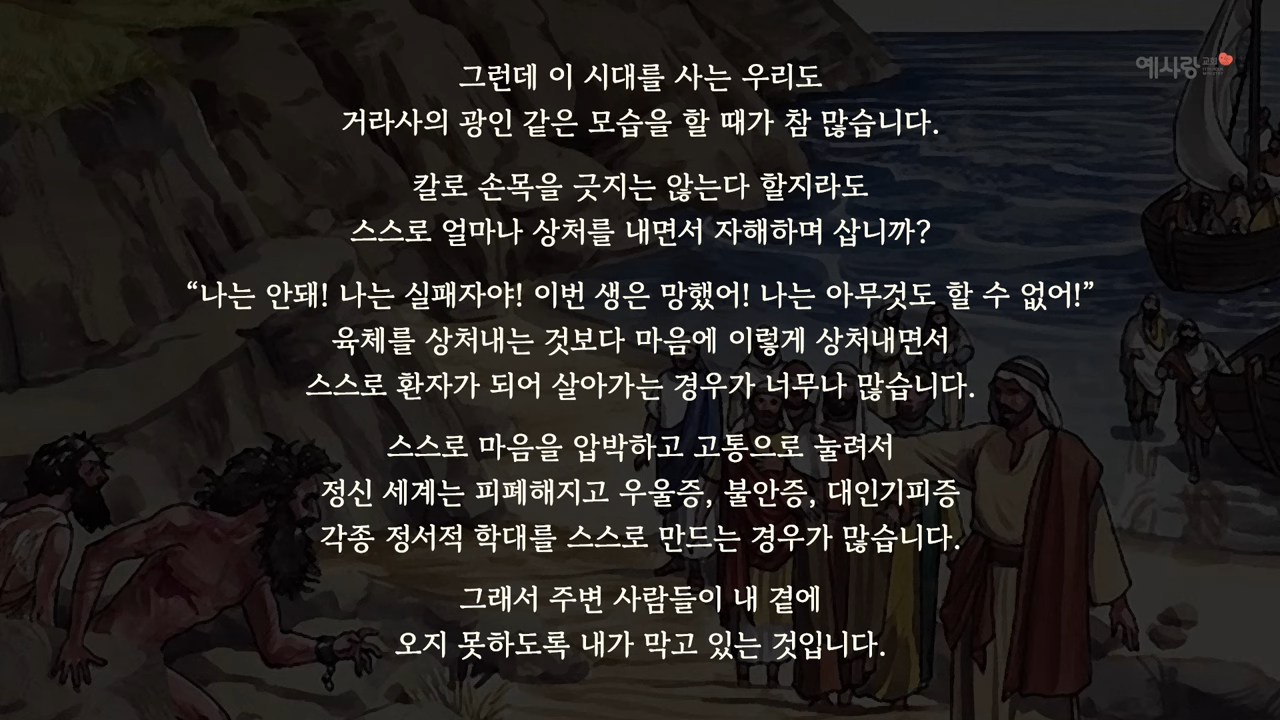 예사랑 교회
그런데 이 시대를 사는 우리도
거라사의 광인 같은 모습을 할 때가 참 많습니다.
칼로 손목을 긋지는 않는다 할지라도
스스로 얼마나 상처를 내면서 자해하며 삽니까?
“나는 안돼! 나는 실패자야! 이번 생은 망했어! 나는 아무것도 할 수 없어!”
육체를 상처내는 것보다 마음에 이렇게 상처내면서
스스로 환자가 되어 살아가는 경우가 너무나 많습니다.
스스로 마음을 압박하고 고통으로 눌려서
정신 세계는 피폐해지고 우울증, 불안증, 대인기피증
각종 정서적 학대를 스스로 만드는 경우가 많습니다.
그래서 주변 사람들이 내 곁에
오지 못하도록 내가 막고 있는 것입니다.